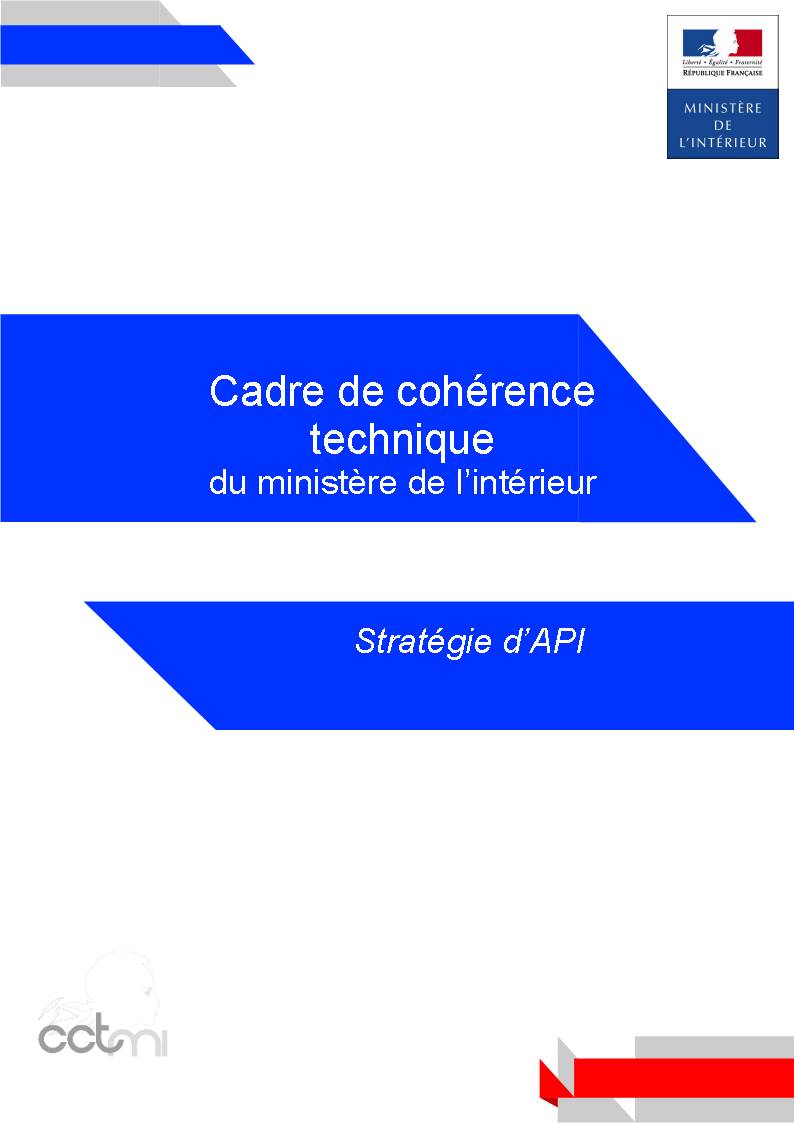 Liberté • Égalité • Fraternité
RÉPUBLIQUE FRANÇAISE
MINISTÈRE
DE
L'INTÉRIEUR
Cadre de cohérence
technique
du ministère de l’intérieur
Stratégie d’API
cctmi